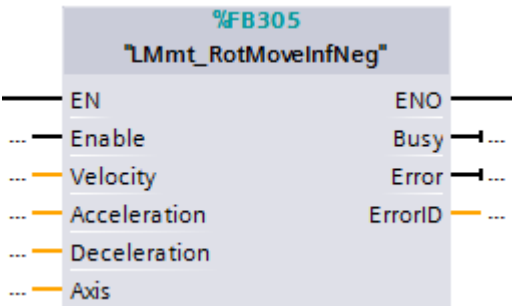 %FB305
"LMmt_RotMoveInfNeg"
EN ENO
... Enable Busy ...
... Velocity Error ...
... Acceleration ErrorID ...
... Deceleration
... Axis